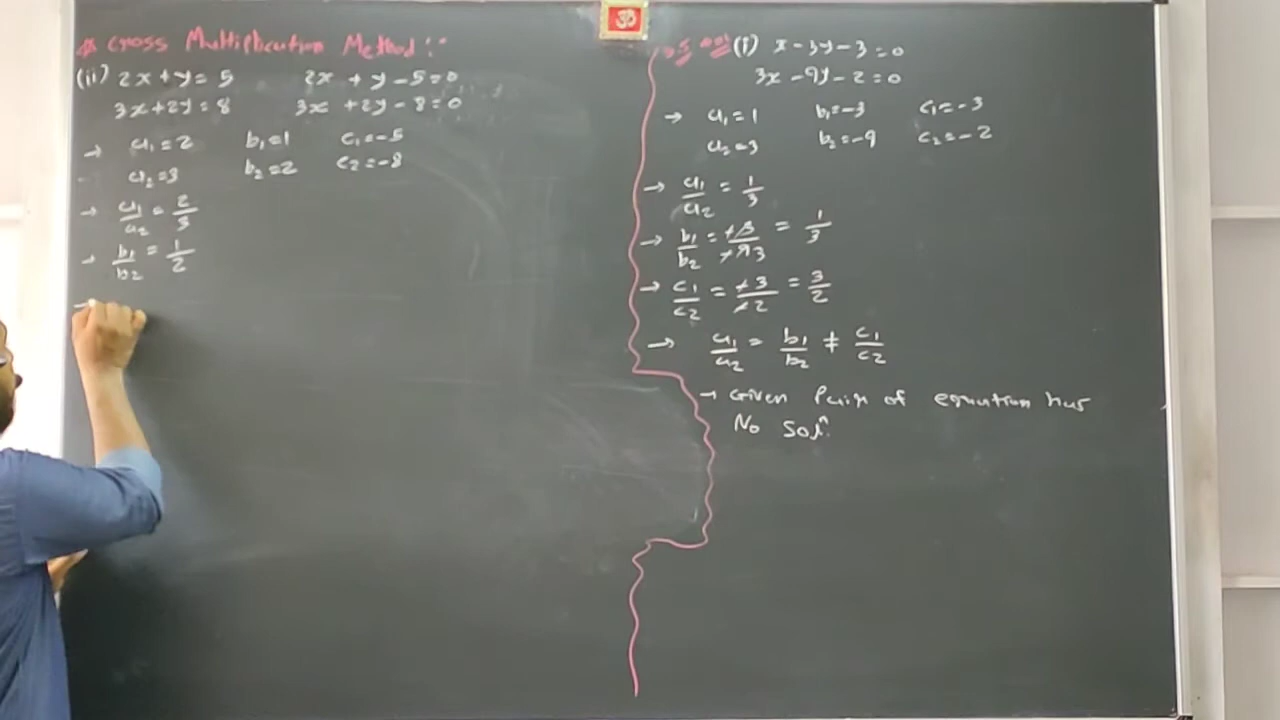 ॐ
* Cross Multiplication Method :-
(ii) 2x+y=5 2x + y-5=0
3x+2y=8 3x +2y-8=0
→ a₁=2 b₁=1 c₁=-5
a₂=3 b₂=2 c₂=-8
→ a₁/a₂ = 2/3
→ b₁/b₂ = 1/2
(i) x-3y-3=0
3x-9y-2=0
→ a₁=1 b₁=-3 c₁=-3
a₂=3 b₂=-9 c₂=-2
→ a₁/a₂ = 1/3
→ b₁/b₂ = -3/-9 3 = 1/3
→ c₁/c₂ = -3/-2 = 3/2
→ a₁/a₂ = b₁/b₂ ≠ c₁/c₂
→ Given Pair of equation has
No Solⁿ.